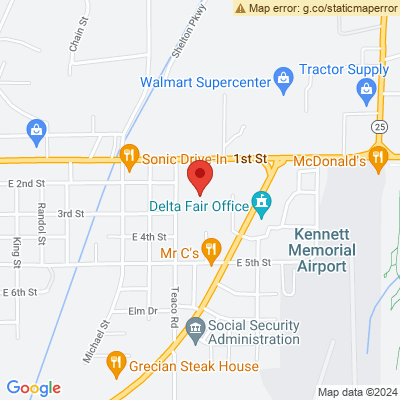 ⚠ Map error: g.co/staticmaperror
Chain St
Shelton Pkwy
Tractor Supply
Walmart Supercenter
25
Sonic Drive-In
1st St
McDonald's
E 2nd St
Randol St
3rd St
Delta Fair Office
King St
E 4th St
Kennett
Memorial
Airport
Mr C's
E 5th St
E 6th St
Teaco Rd
Elm Dr
Michael St
Social Security
Administration
Grecian Steak House
Google
Map data ©2024